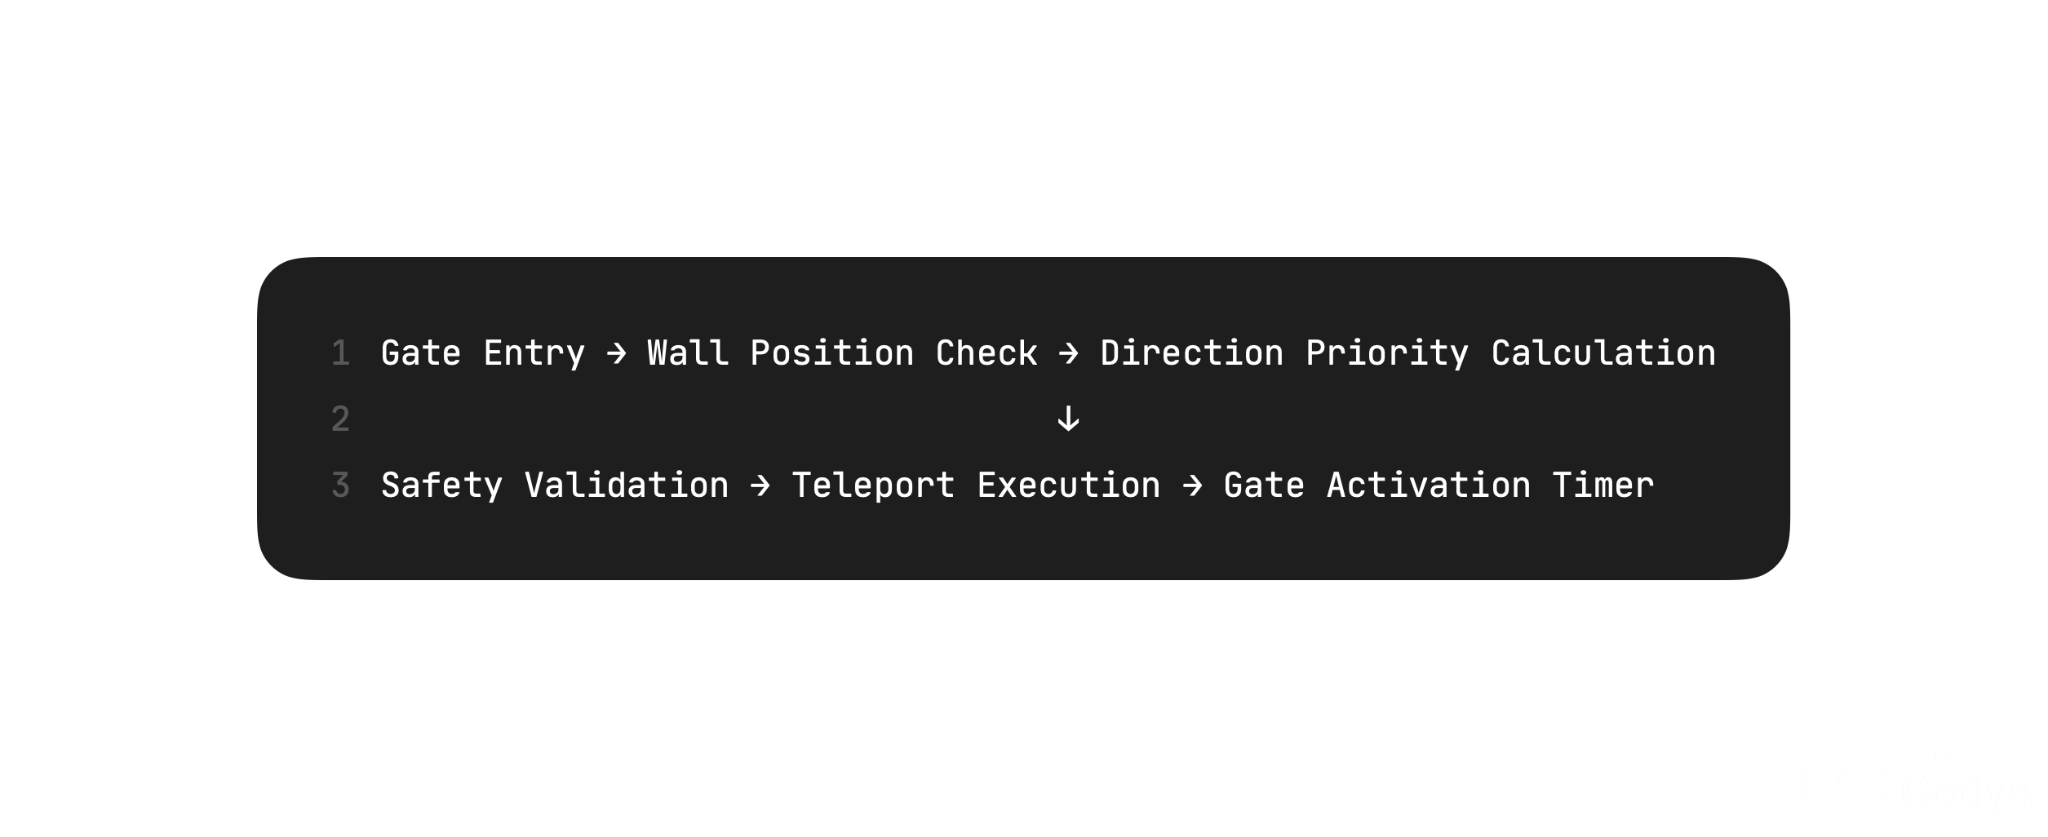 1 Gate Entry → Wall Position Check → Direction Priority Calculation
2 ↓
3 Safety Validation → Teleport Execution → Gate Activation Timer